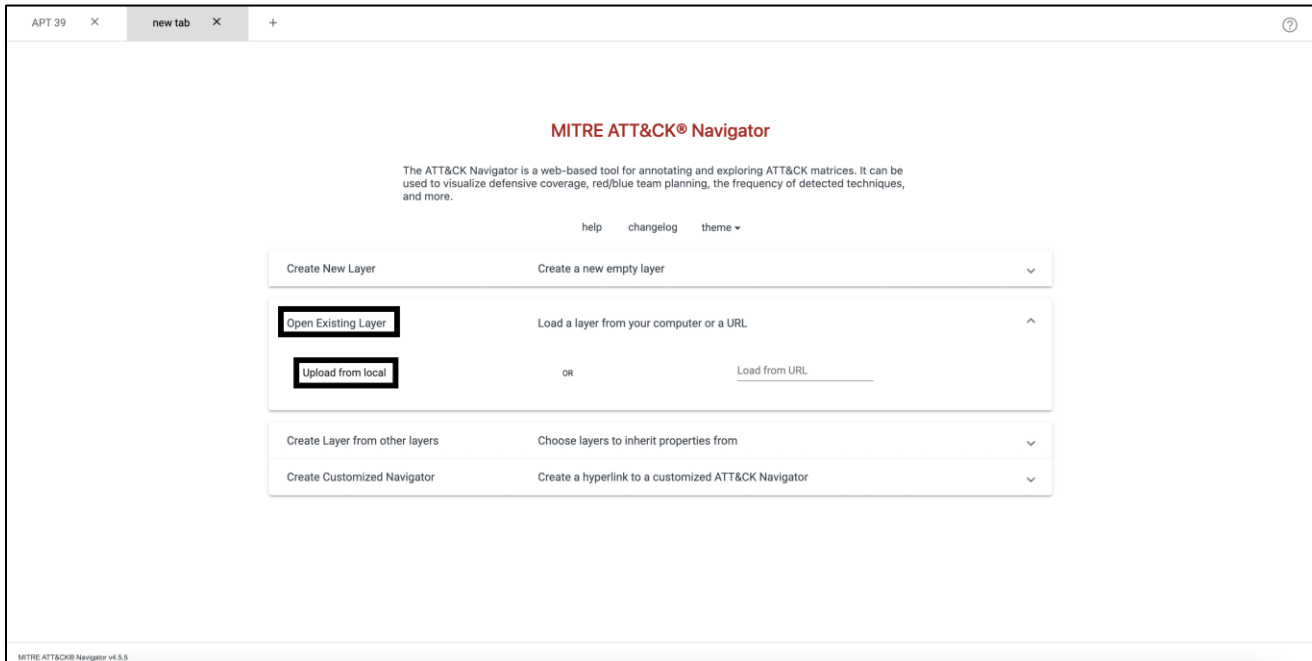 APT 39 × new tab × +
MITRE ATT&CK® Navigator
The ATT&CK Navigator is a web-based tool for annotating and exploring ATT&CK matrices. It can be
used to visualize defensive coverage, red/blue team planning, the frequency of detected techniques,
and more.
help changelog theme
Create New Layer Create a new empty layer
Open Existing Layer Load a layer from your computer or a URL
Upload from local OR Load from URL
Create Layer from other layers Choose layers to inherit properties from
Create Customized Navigator Create a hyperlink to a customized ATT&CK Navigator
MITRE ATT&CK® Navigator v4.5.5